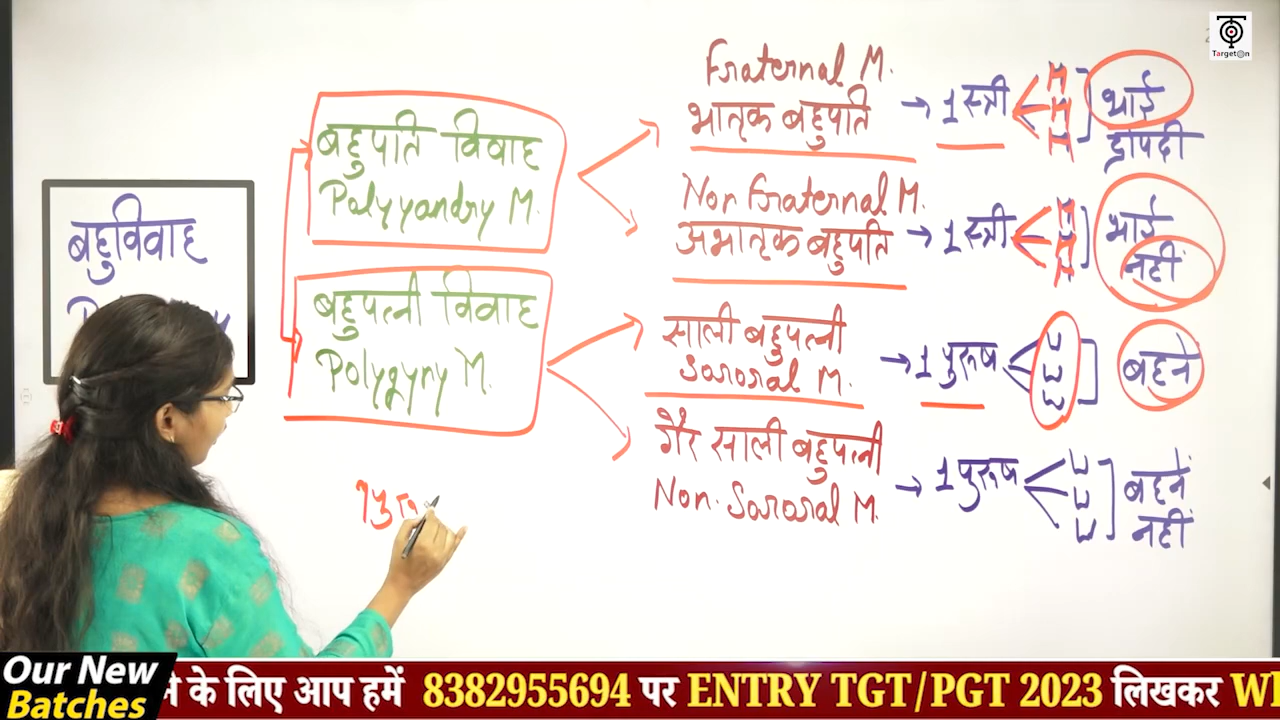 Target@n
बहुविवाह
बहुपति विवाह
Polyyandry M.
बहुपत्नी विवाह
Polygyny M.
Fraternal M.
भातृक बहुपति → 1 स्त्री M M M ] भाई
द्रोपदी
Non Fraternal M.
अभातृक बहुपति → 1 स्त्री M M M ] भाई
नहीं
साली बहुपत्नी
Sororal M. → 1 पुरूष W W W ] बहने
गैर साली बहुपत्नी
Non. Sororal M. → 1 पुरूष W W W ] बहनें
नहीं
1 पु
Our New
Batches
के लिए आप हमें 8382955694 पर ENTRY TGT/PGT 2023 लिखकर